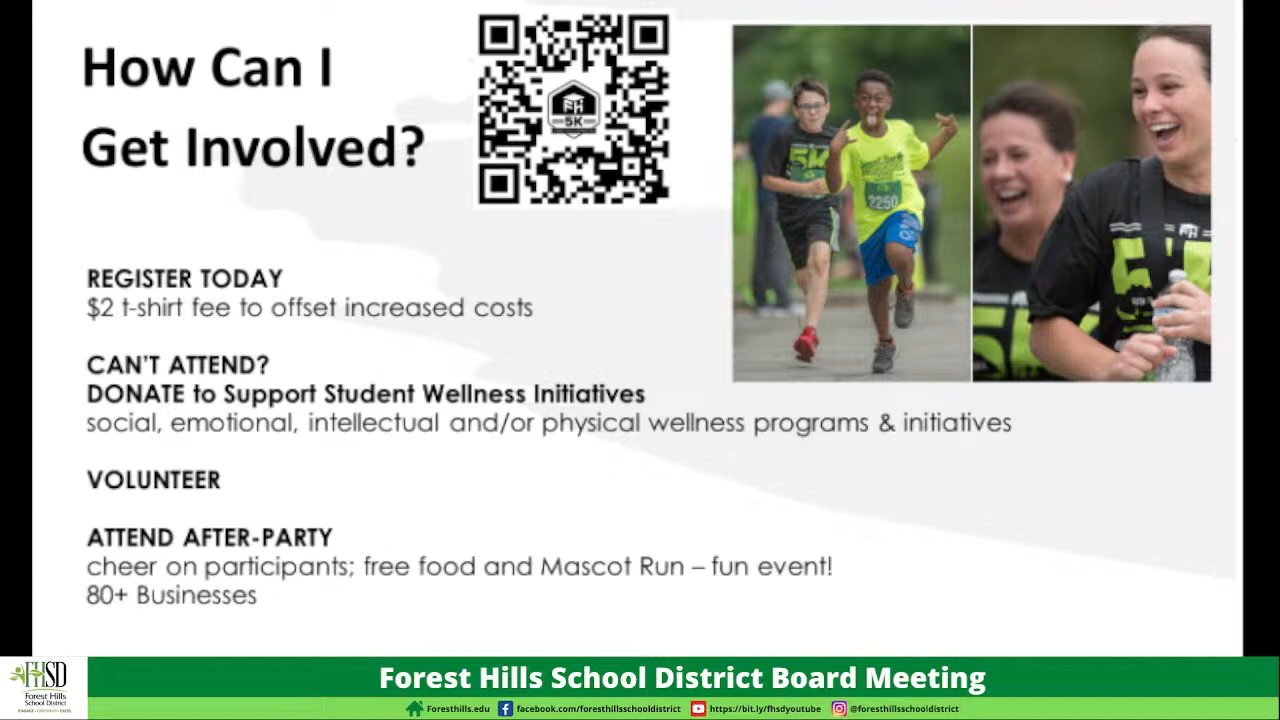 How Can I
Get Involved?
FH
5K
5K
2250
REGISTER TODAY
$2 t-shirt fee to offset increased costs
CAN'T ATTEND?
DONATE to Support Student Wellness Initiatives
social, emotional, intellectual and/or physical wellness programs & initiatives
VOLUNTEER
ATTEND AFTER-PARTY
cheer on participants; free food and Mascot Run – fun event!
80+ Businesses
FHSD
Forest Hills
School District
Forest Hills School District Board Meeting
Foresthills.edu facebook.com/foresthillsschooldistrict https://bit.ly/fhsdyoutube @foresthillsschooldistrict